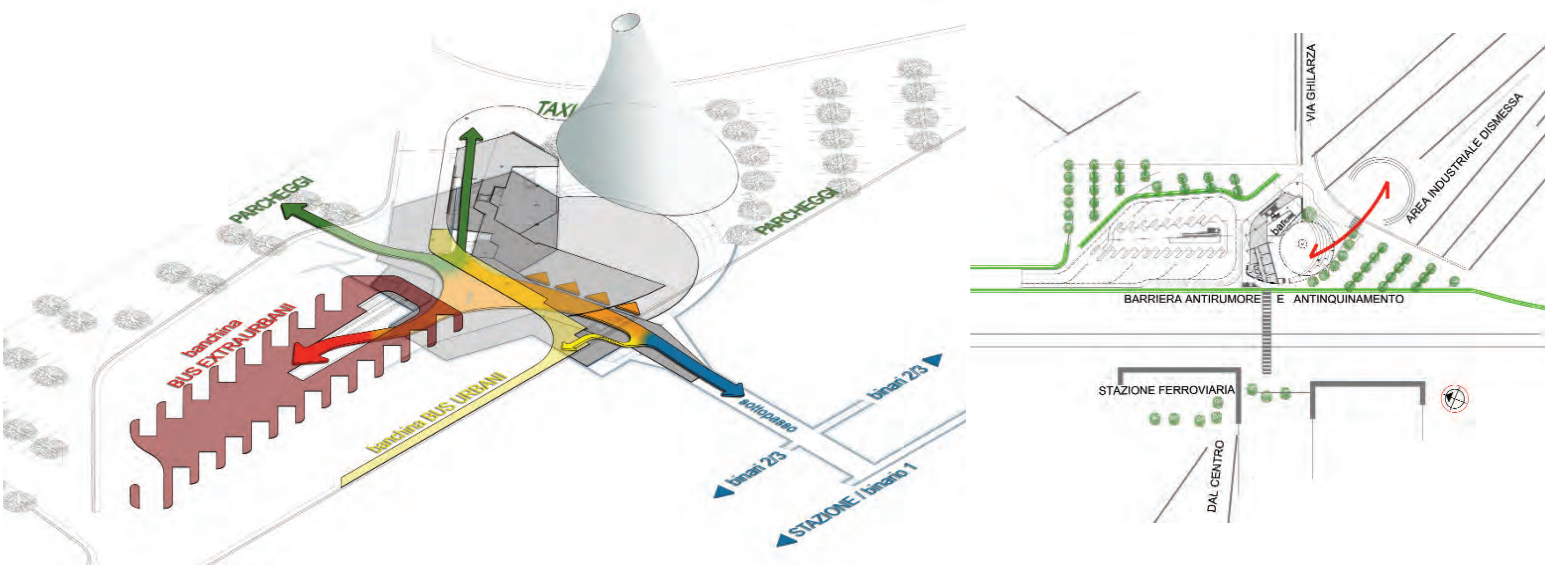 TAXI
PARCHEGGI
PARCHEGGI
banchina
BUS EXTRAURBANI
banchina BUS URBANI
sottopasso
binari 2/3
binari 2/3
STAZIONE / binario 1
VIA GHILARZA
AREA INDUSTRIALE DISMESSA
BARRIERA ANTIRUMORE E ANTINQUINAMENTO
STAZIONE FERROVIARIA
DAL CENTRO